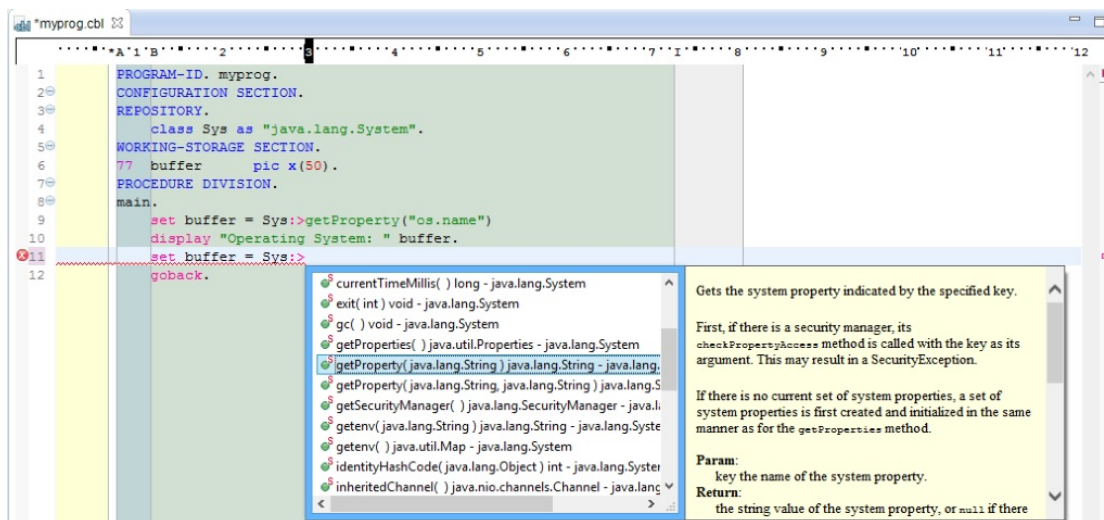 *myprog.cbl
*A 1 B 2 3 4 5 6 7 I 8 9 10 11 12
1 PROGRAM-ID. myprog.
2 CONFIGURATION SECTION.
3 REPOSITORY.
4 class Sys as "java.lang.System".
5 WORKING-STORAGE SECTION.
6 77 buffer pic x(50).
7 PROCEDURE DIVISION.
8 main.
9 set buffer = Sys:>getProperty("os.name")
10 display "Operating System: " buffer.
11 set buffer = Sys:>
12 goback.
currentTimeMillis( ) long - java.lang.System
exit( int ) void - java.lang.System
gc( ) void - java.lang.System
getProperties( ) java.util.Properties - java.lang.System
getProperty( java.lang.String ) java.lang.String - java.lang.
getProperty( java.lang.String, java.lang.String ) java.lang.S
getSecurityManager( ) java.lang.SecurityManager - java.l
getenv( java.lang.String ) java.lang.String - java.lang.Syste
getenv( ) java.util.Map - java.lang.System
identityHashCode( java.lang.Object ) int - java.lang.System
inheritedChannel( ) java.nio.channels.Channel - java.lang
Gets the system property indicated by the specified key.
First, if there is a security manager, its
checkPropertyAccess method is called with the key as its
argument. This may result in a SecurityException.
If there is no current set of system properties, a set of
system properties is first created and initialized in the same
manner as for the getProperties method.
Param:
key the name of the system property.
Return:
the string value of the system property, or null if there